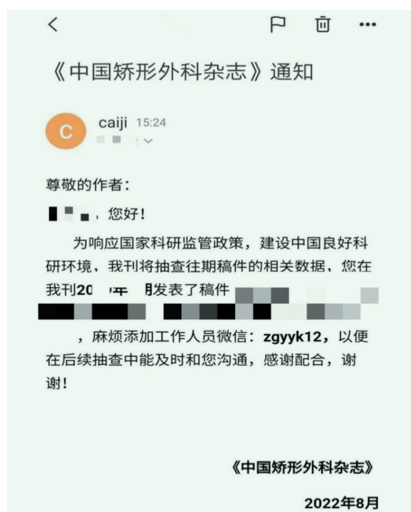 《中国矫形外科杂志》通知
C
caiji 15:24
尊敬的作者：
，您好！
为响应国家科研监管政策，建设中国良好科
研环境，我刊将抽查往期稿件的相关数据，您在
我刊20 发表了稿件
，麻烦添加工作人员微信：zgyyk12，以便
在后续抽查中能及时和您沟通，感谢配合，谢
谢！
《中国矫形外科杂志》
2022年8月